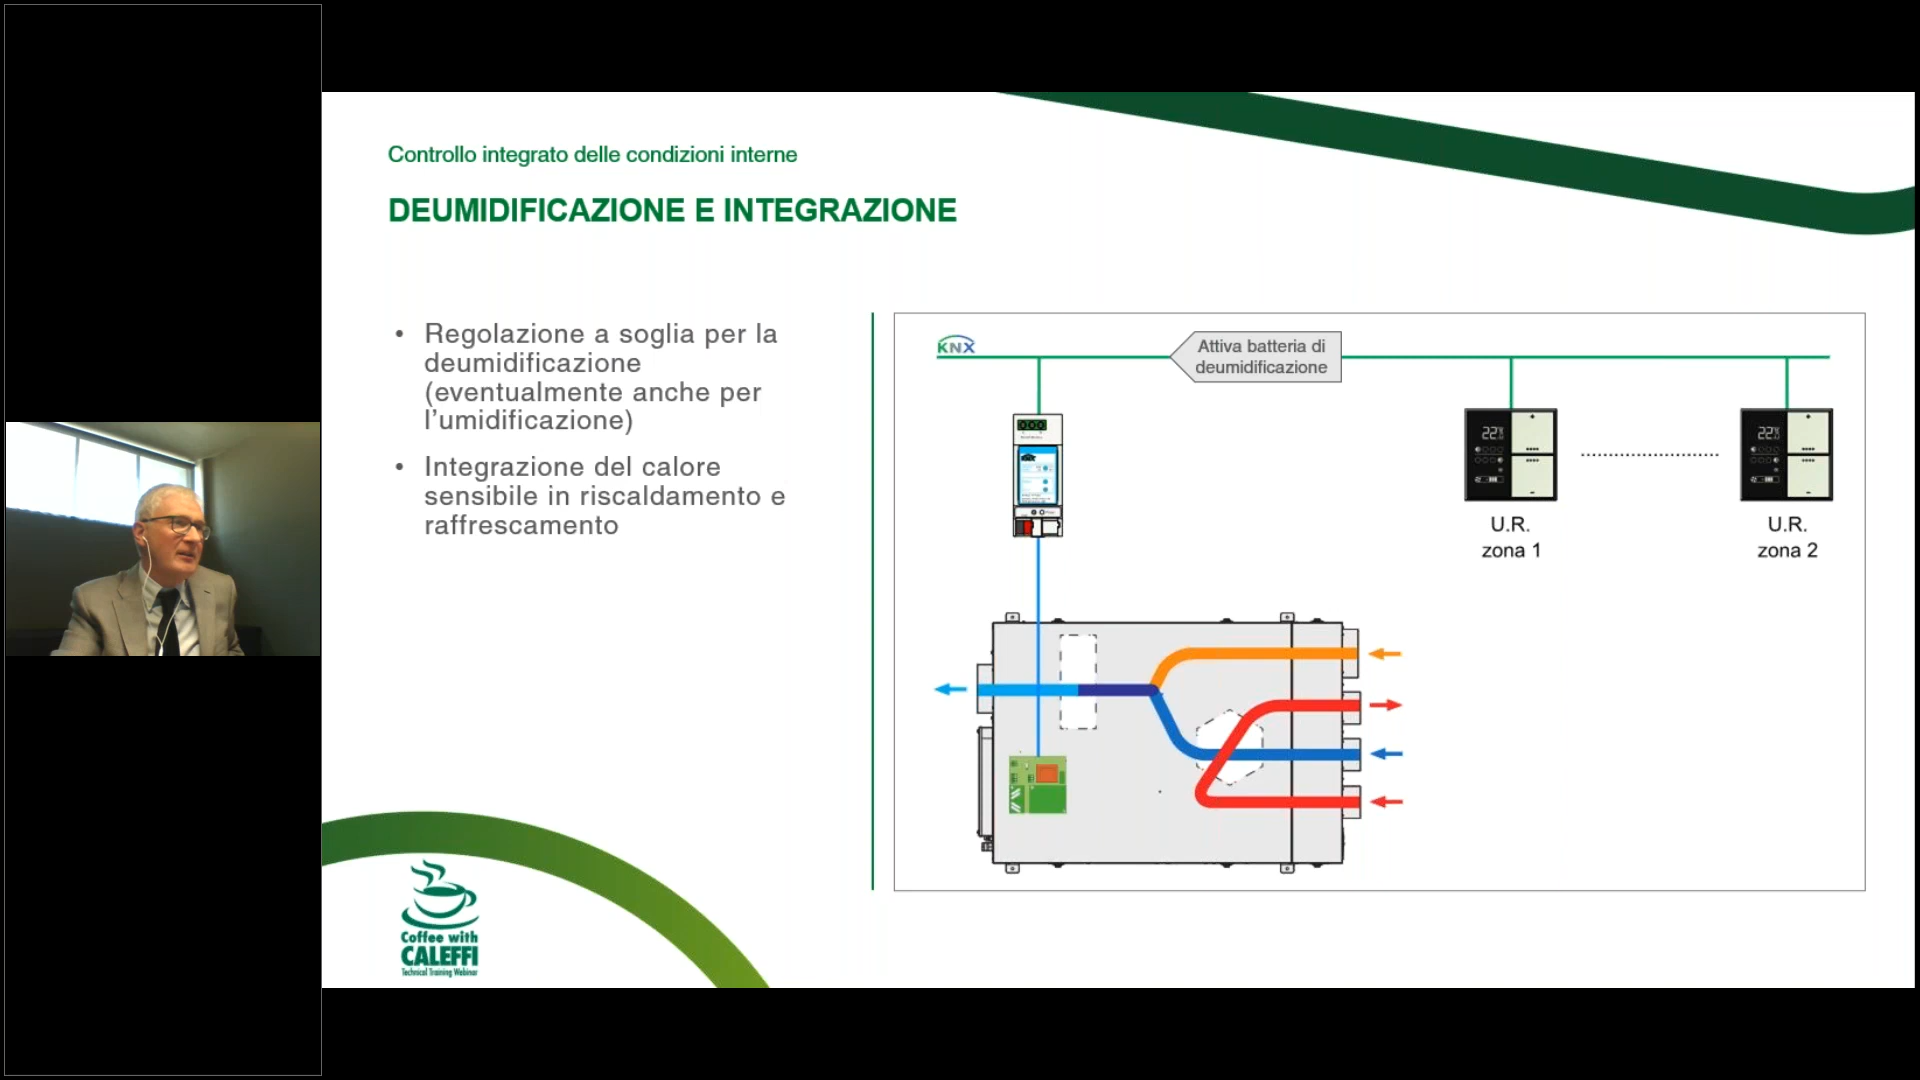 Controllo integrato delle condizioni interne
DEUMIDIFICAZIONE E INTEGRAZIONE
• Regolazione a soglia per la
deumidificazione
(eventualmente anche per
l’umidificazione)
• Integrazione del calore
sensibile in riscaldamento e
raffrescamento
KNX
Attiva batteria di
deumidificazione
22
22
U.R.
zona 1
U.R.
zona 2
Coffee with
CALEFFI
Technical Training Webinar